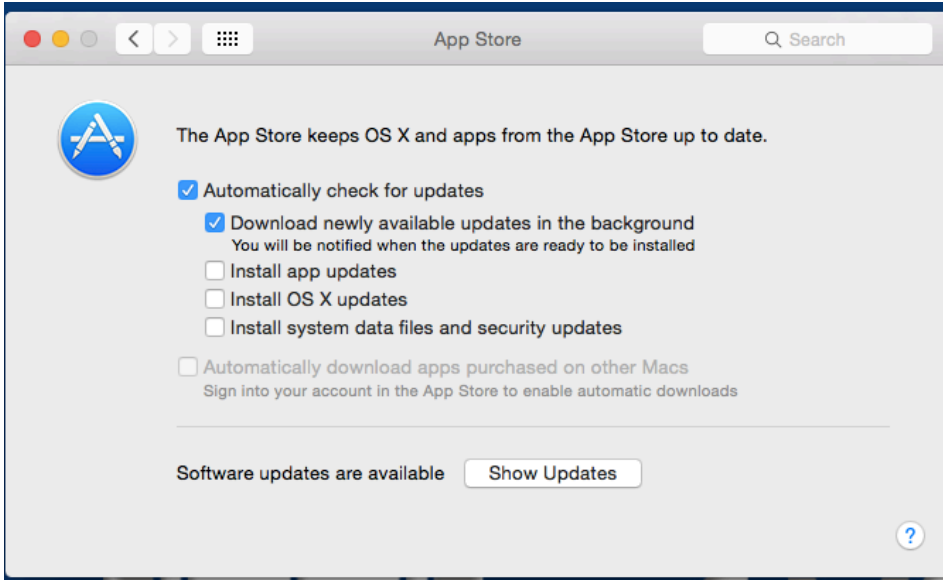 App Store
Search
The App Store keeps OS X and apps from the App Store up to date.
Automatically check for updates
Download newly available updates in the background
You will be notified when the updates are ready to be installed
Install app updates
Install OS X updates
Install system data files and security updates
Automatically download apps purchased on other Macs
Sign into your account in the App Store to enable automatic downloads
Software updates are available
Show Updates
?